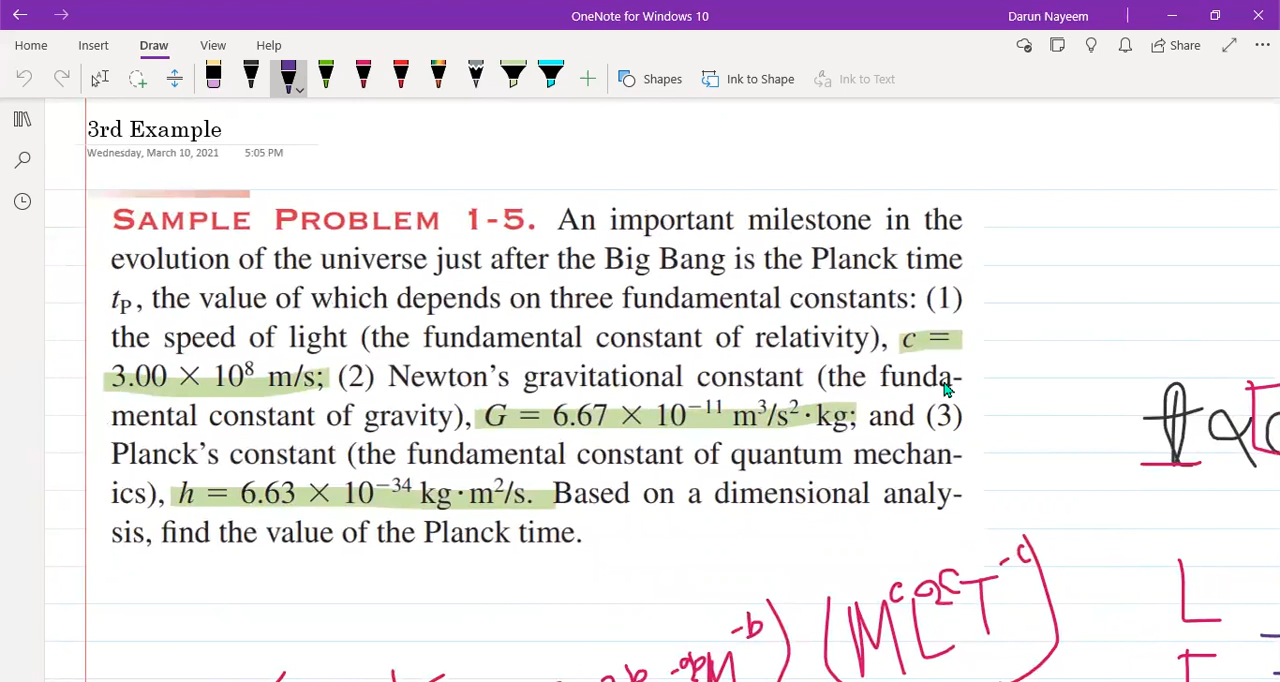 OneNote for Windows 10
Darun Nayeem
Home Insert Draw View Help
Share
Shapes
Ink to Shape
Ink to Text
3rd Example
Wednesday, March 10, 2021 5:05 PM
SAMPLE PROBLEM 1-5. An important milestone in the
evolution of the universe just after the Big Bang is the Planck time
tP, the value of which depends on three fundamental constants: (1)
the speed of light (the fundamental constant of relativity), c =
3.00 × 10⁸ m/s; (2) Newton's gravitational constant (the funda-
mental constant of gravity), G = 6.67 × 10⁻¹¹ m³/s²·kg; and (3)
Planck's constant (the fundamental constant of quantum mechan-
ics), h = 6.63 × 10⁻³⁴ kg·m²/s. Based on a dimensional analy-
sis, find the value of the Planck time.
(M^c L^2c T^-c)
M^-b)
L
T